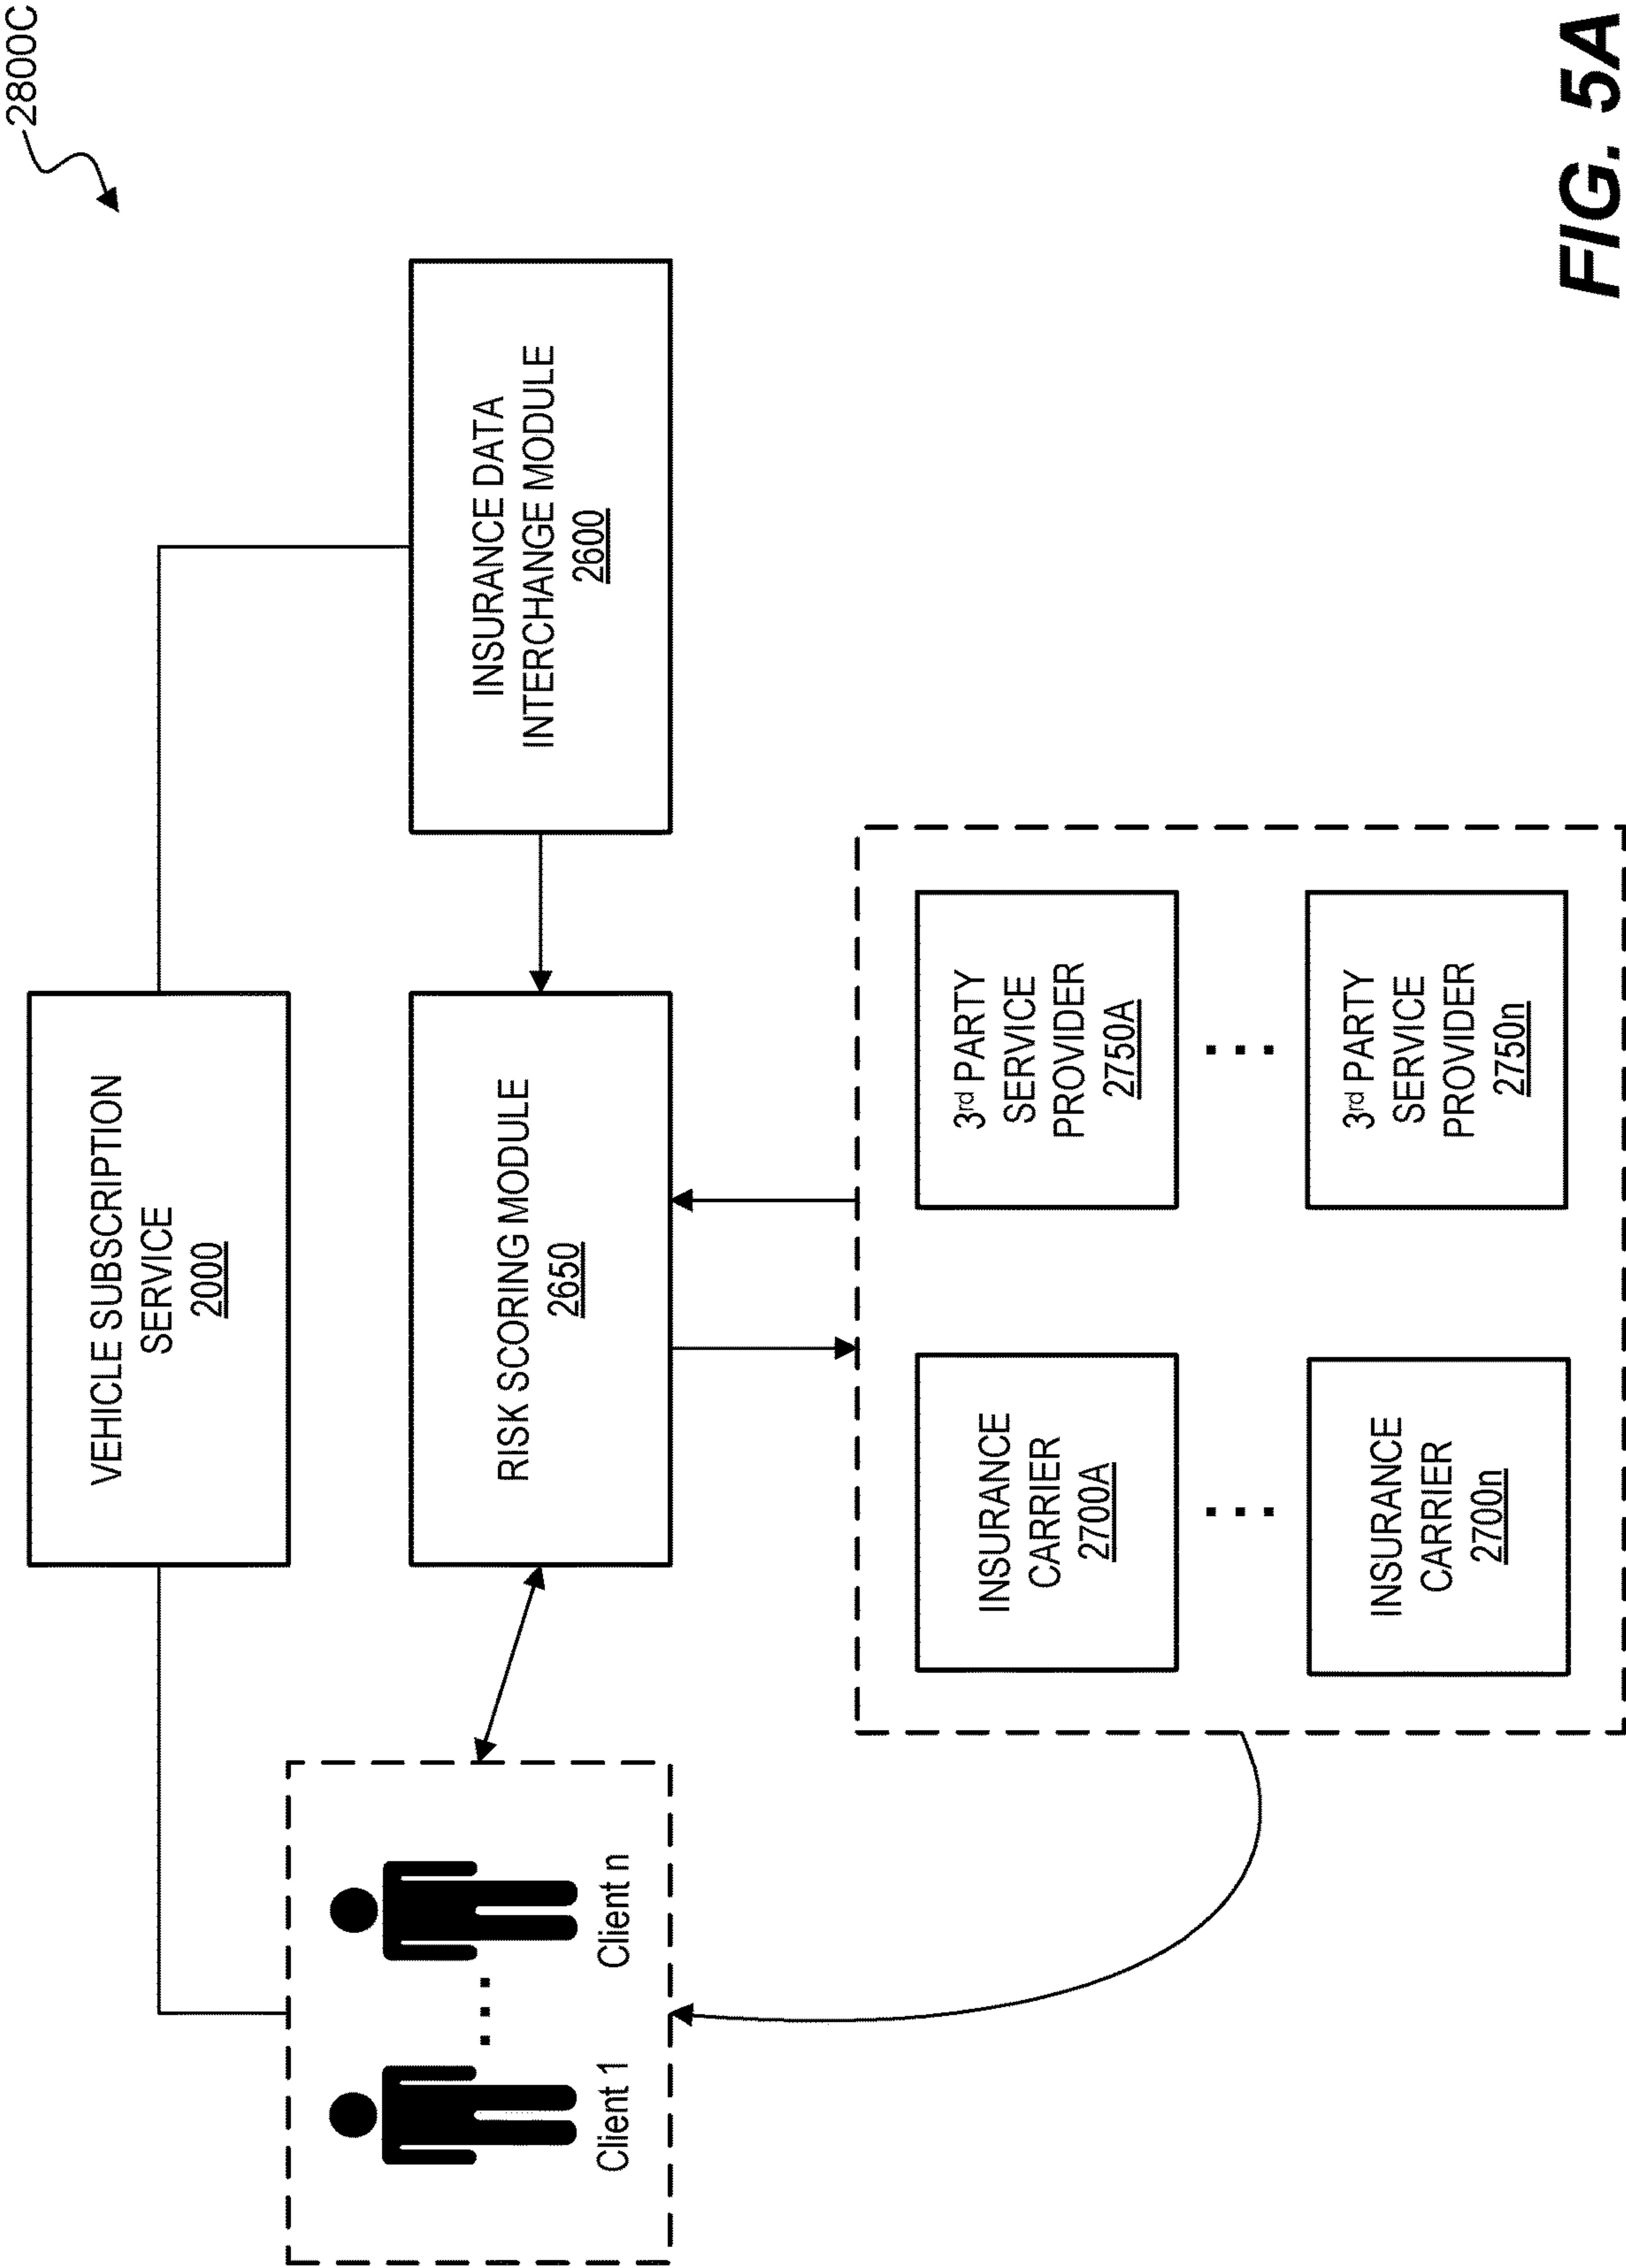 2800C
VEHICLE SUBSCRIPTION
SERVICE
2000
Client 1
Client n
RISK SCORING MODULE
2650
INSURANCE DATA
INTERCHANGE MODULE
2600
INSURANCE
CARRIER
2700A
3rd PARTY
SERVICE
PROVIDER
2750A
INSURANCE
CARRIER
2700n
3rd PARTY
SERVICE
PROVIDER
2750n
FIG. 5A